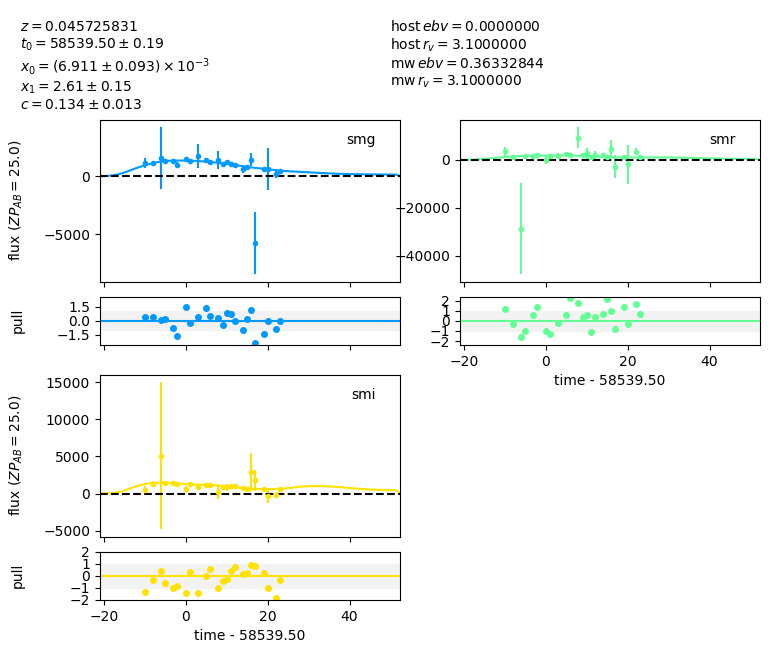 z = 0.045725831
t₀ = 58539.50 ± 0.19
x₀ = (6.911 ± 0.093) × 10⁻³
x₁ = 2.61 ± 0.15
c = 0.134 ± 0.013
host ebv = 0.0000000
host r_v = 3.1000000
mw ebv = 0.36332844
mw r_v = 3.1000000
smg
flux (ZP_AB = 25.0)
0
−5000
pull
1.5
0.0
−1.5
smr
0
−20000
−40000
2
1
0
−1
−2
−20 0 20 40
time - 58539.50
smi
flux (ZP_AB = 25.0)
15000
10000
5000
0
−5000
pull
2
1
0
−1
−2
−20 0 20 40
time - 58539.50